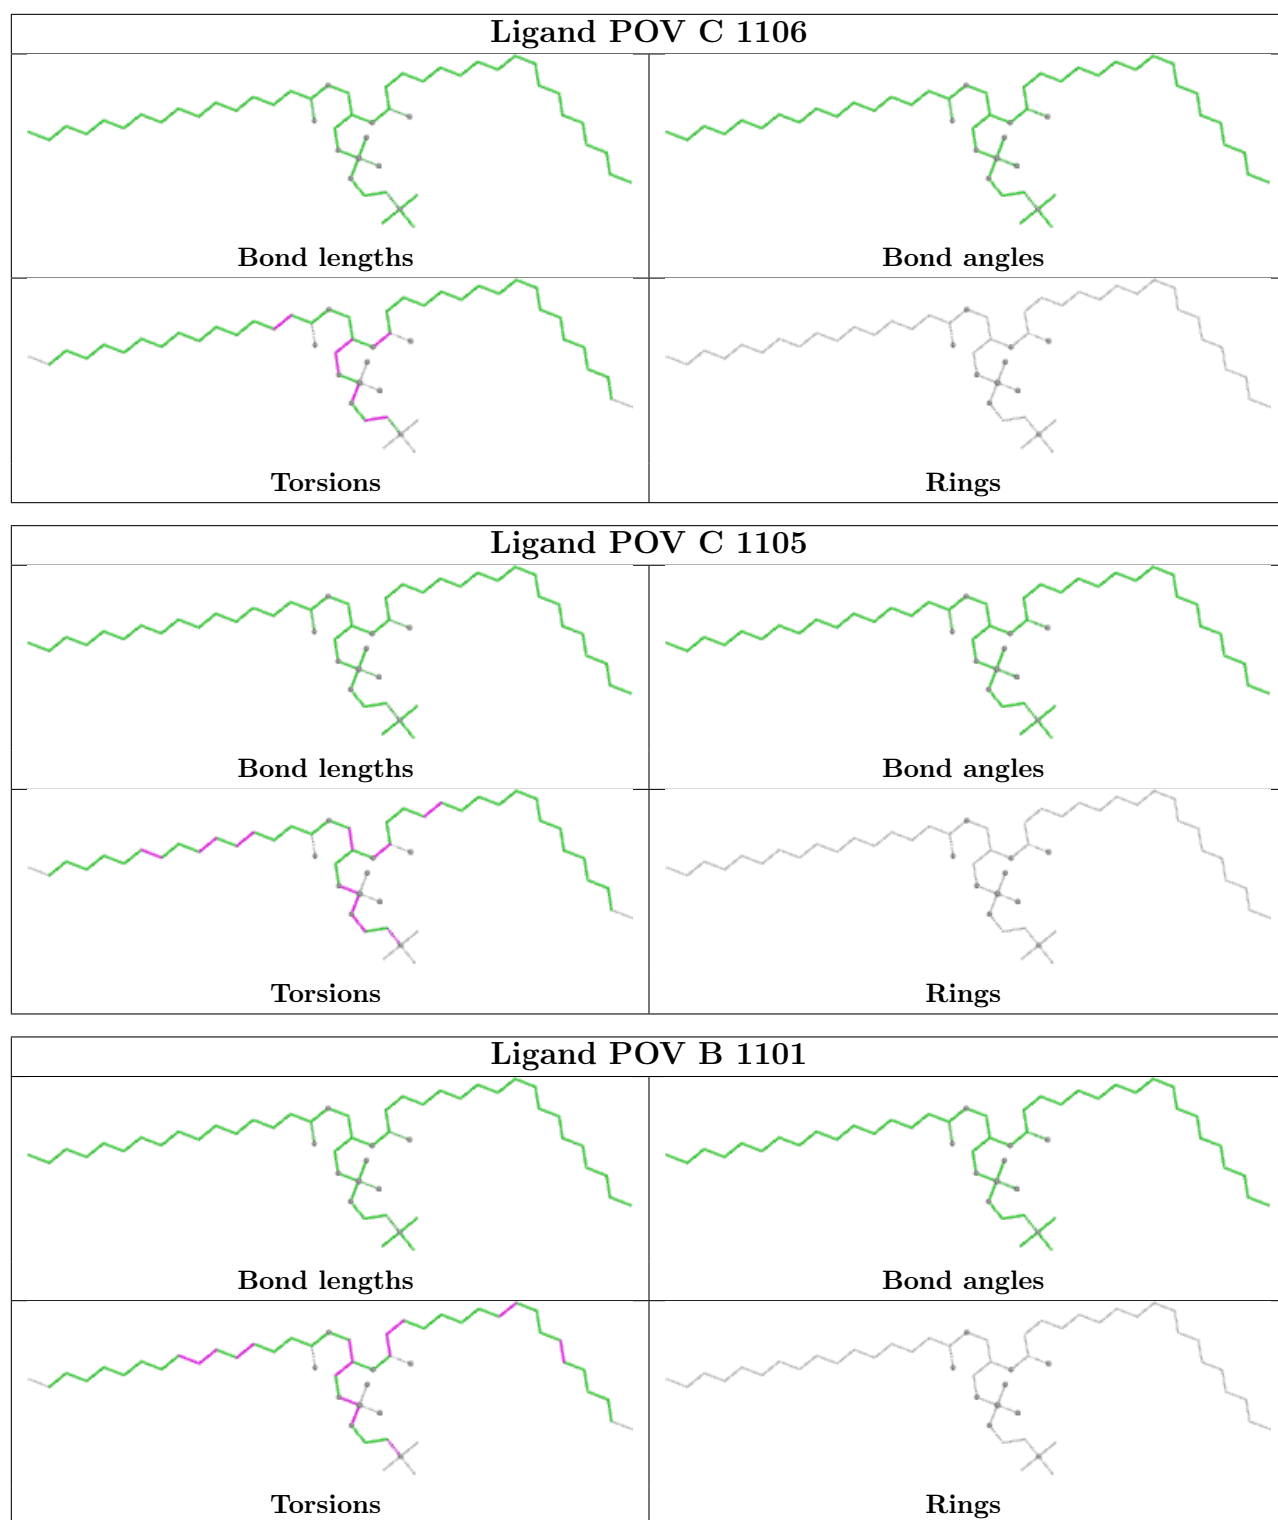 Ligand POV C 1106
Bond lengths
Bond angles
Torsions
Rings
Ligand POV C 1105
Bond lengths
Bond angles
Torsions
Rings
Ligand POV B 1101
Bond lengths
Bond angles
Torsions
Rings